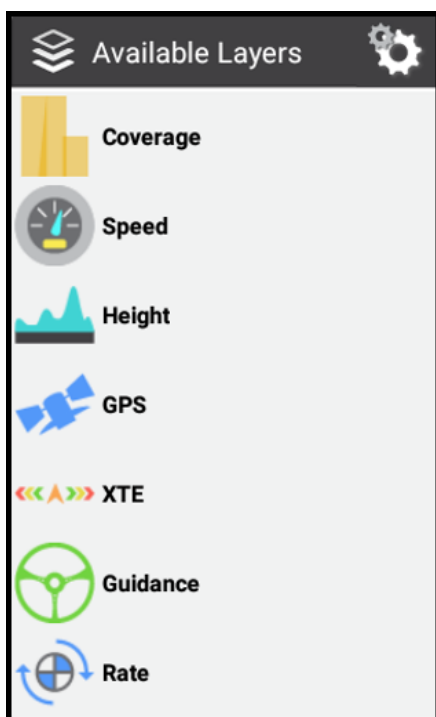 Available Layers
Coverage
Speed
Height
GPS
XTE
Guidance
Rate